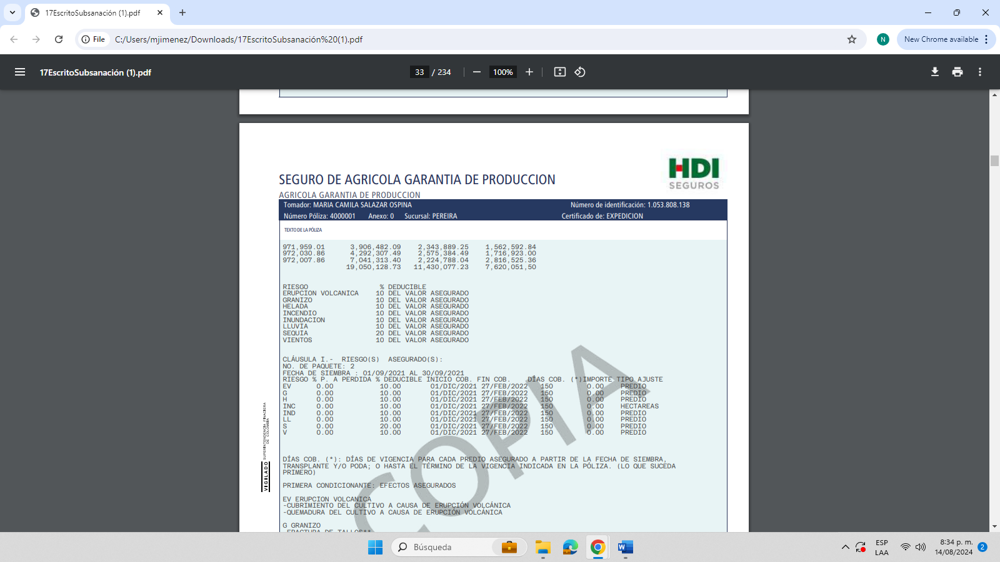 17EscritoSubsanación (1).pdf
File C:/Users/mjimenez/Downloads/17EscritoSubsanación%20(1).pdf N New Chrome available
17EscritoSubsanación (1).pdf 33 / 234 100%
HDI
SEGUROS
SEGURO DE AGRICOLA GARANTIA DE PRODUCCION
AGRICOLA GARANTIA DE PRODUCCION
Tomador: MARIA CAMILA SALAZAR OSPINA Número de identificación: 1.053.808.138
Número Póliza: 4000001 Anexo: 0 Sucursal: PEREIRA Certificado de: EXPEDICION
TEXTO DE LA PÓLIZA
971,959.01 3,906,482.09 2,343,889.25 1,562,592.84
972,030.86 4,292,307.49 2,575,384.49 1,716,923.00
972,007.86 7,041,313.40 2,224,788.04 2,816,525.36
19,050,128.73 11,430,077.23 7,620,051,50
RIESGO % DEDUCIBLE
ERUPCION VOLCANICA 10 DEL VALOR ASEGURADO
GRANIZO 10 DEL VALOR ASEGURADO
HELADA 10 DEL VALOR ASEGURADO
INCENDIO 10 DEL VALOR ASEGURADO
INUNDACION 10 DEL VALOR ASEGURADO
LLUVIA 10 DEL VALOR ASEGURADO
SEQUIA 20 DEL VALOR ASEGURADO
VIENTOS 10 DEL VALOR ASEGURADO
CLÁUSULA I.- RIESGO(S) ASEGURADO(S):
NO. DE PAQUETE: 2
FECHA DE SIEMBRA : 01/09/2021 AL 30/09/2021
RIESGO % P. A PERDIDA % DEDUCIBLE INICIO COB. FIN COB. DÍAS COB. (*)IMPORTE TIPO AJUSTE
EV 0.00 10.00 01/DIC/2021 27/FEB/2022 150 0.00 PREDIO
G 0.00 10.00 01/DIC/2021 27/FEB/2022 150 0.00 PREDIO
H 0.00 10.00 01/DIC/2021 27/FEB/2022 150 0.00 PREDIO
INC 0.00 10.00 01/DIC/2021 27/FEB/2022 150 0.00 HECTAREAS
IND 0.00 10.00 01/DIC/2021 27/FEB/2022 150 0.00 PREDIO
LL 0.00 10.00 01/DIC/2021 27/FEB/2022 150 0.00 PREDIO
S 0.00 20.00 01/DIC/2021 27/FEB/2022 150 0.00 PREDIO
V 0.00 10.00 01/DIC/2021 27/FEB/2022 150 0.00 PREDIO
DÍAS COB. (*): DÍAS DE VIGENCIA PARA CADA PREDIO ASEGURADO A PARTIR DE LA FECHA DE SIEMBRA,
TRANSPLANTE Y/O PODA; O HASTA EL TÉRMINO DE LA VIGENCIA INDICADA EN LA PÓLIZA. (LO QUE SUCEDA
PRIMERO)
PRIMERA CONDICIONANTE: EFECTOS ASEGURADOS
EV ERUPCION VOLCANICA
-CUBRIMIENTO DEL CULTIVO A CAUSA DE ERUPCIÓN VOLCÁNICA
-QUEMADURA DEL CULTIVO A CAUSA DE ERUPCIÓN VOLCÁNICA
G GRANIZO
-FRACTURA DE TALLOS**
COPIA
VIGILADO SUPERINTENDENCIA FINANCIERA
DE COLOMBIA
Búsqueda
ESP
LAA
8:34 p. m.
14/08/2024
2